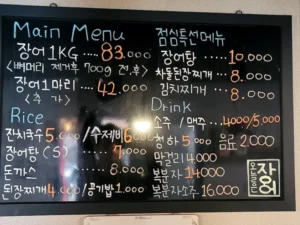 Main Menu
장어 1KG ..... 83.000
<뼈머리 제거후 700g 전.후>
장어 1마리 ... 42.000
<추 가>
Rice
잔치국수 5.000/수제비 6.000
장어탕(S) ..... 7.000
돈가스 ..... 8.000
된장찌개 4.000/공기밥 1.000
점심특선메뉴
장어탕 ..... 10.000
차돌된장찌개 ... 8.000
김치찌개 ... 8.000
Drink
소주 / 맥주 ... 4000/5000
청하 5.000 음료 2.000
막걸리 4.000
복분자 14.000
복분자소주 16.000
장어